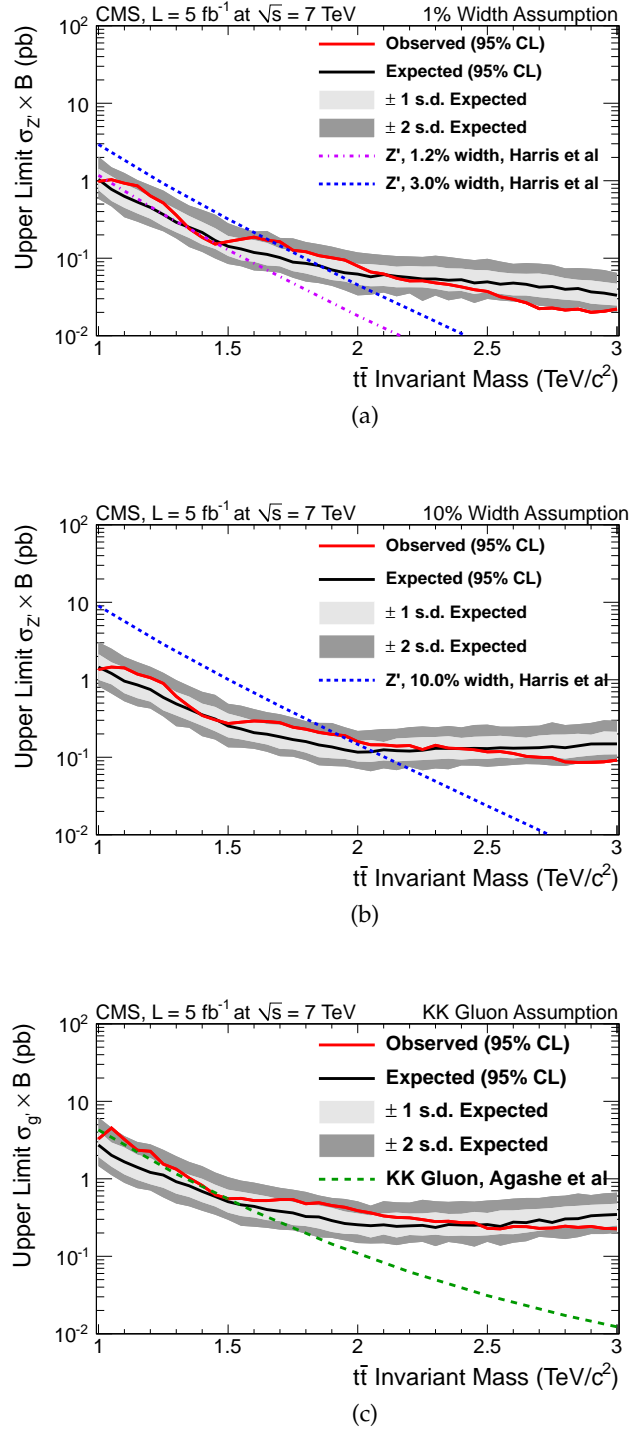 CMS, L = 5 fb⁻¹ at √s = 7 TeV 1% Width Assumption
Upper Limit σ_Z' × B (pb)
10²
10
1
10⁻¹
10⁻²
Observed (95% CL)
Expected (95% CL)
± 1 s.d. Expected
± 2 s.d. Expected
Z', 1.2% width, Harris et al
Z', 3.0% width, Harris et al
1 1.5 2 2.5 3
tt̄ Invariant Mass (TeV/c²)
(a)
CMS, L = 5 fb⁻¹ at √s = 7 TeV 10% Width Assumption
Upper Limit σ_Z' × B (pb)
10²
10
1
10⁻¹
10⁻²
Observed (95% CL)
Expected (95% CL)
± 1 s.d. Expected
± 2 s.d. Expected
Z', 10.0% width, Harris et al
1 1.5 2 2.5 3
tt̄ Invariant Mass (TeV/c²)
(b)
CMS, L = 5 fb⁻¹ at √s = 7 TeV KK Gluon Assumption
Upper Limit σ_g' × B (pb)
10²
10
1
10⁻¹
10⁻²
Observed (95% CL)
Expected (95% CL)
± 1 s.d. Expected
± 2 s.d. Expected
KK Gluon, Agashe et al
1 1.5 2 2.5 3
tt̄ Invariant Mass (TeV/c²)
(c)